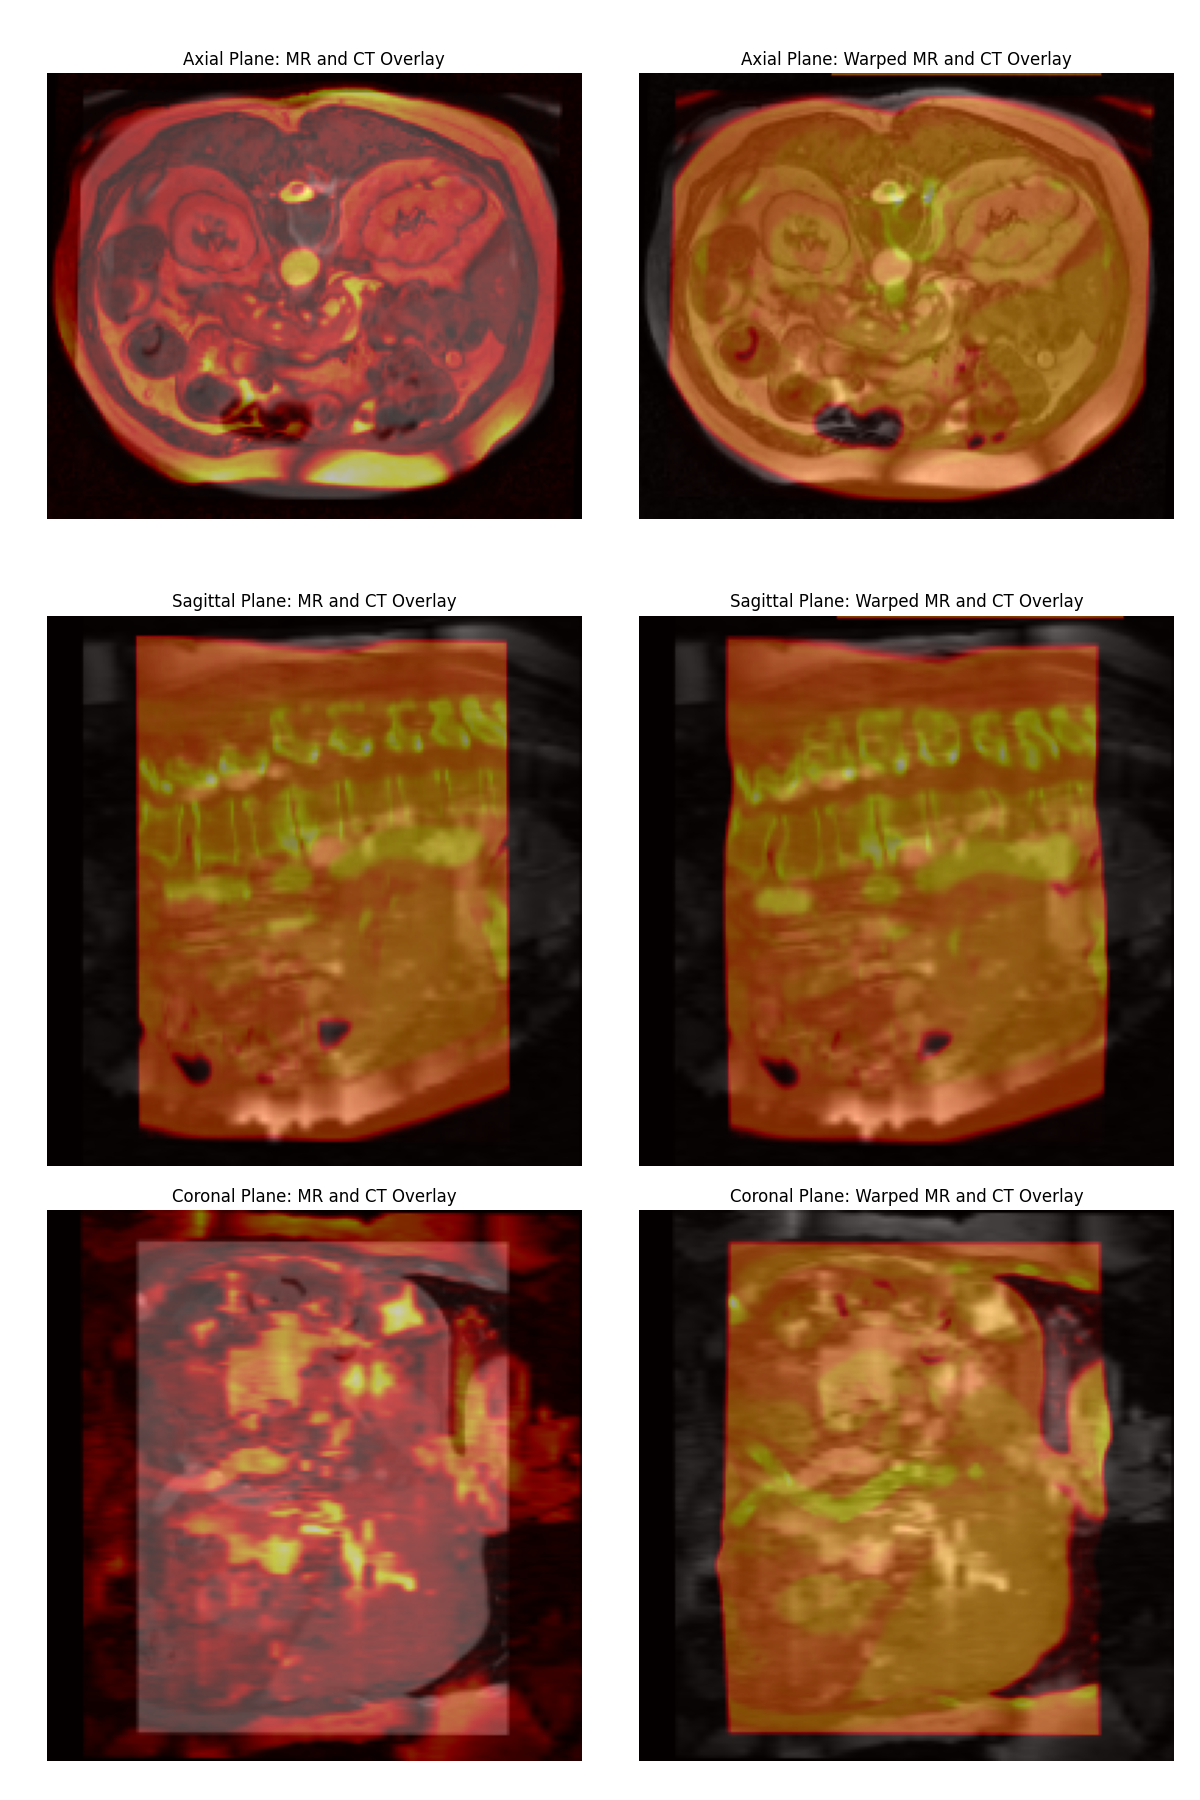 Axial Plane: MR and CT Overlay
Axial Plane: Warped MR and CT Overlay
Sagittal Plane: MR and CT Overlay
Sagittal Plane: Warped MR and CT Overlay
Coronal Plane: MR and CT Overlay
Coronal Plane: Warped MR and CT Overlay